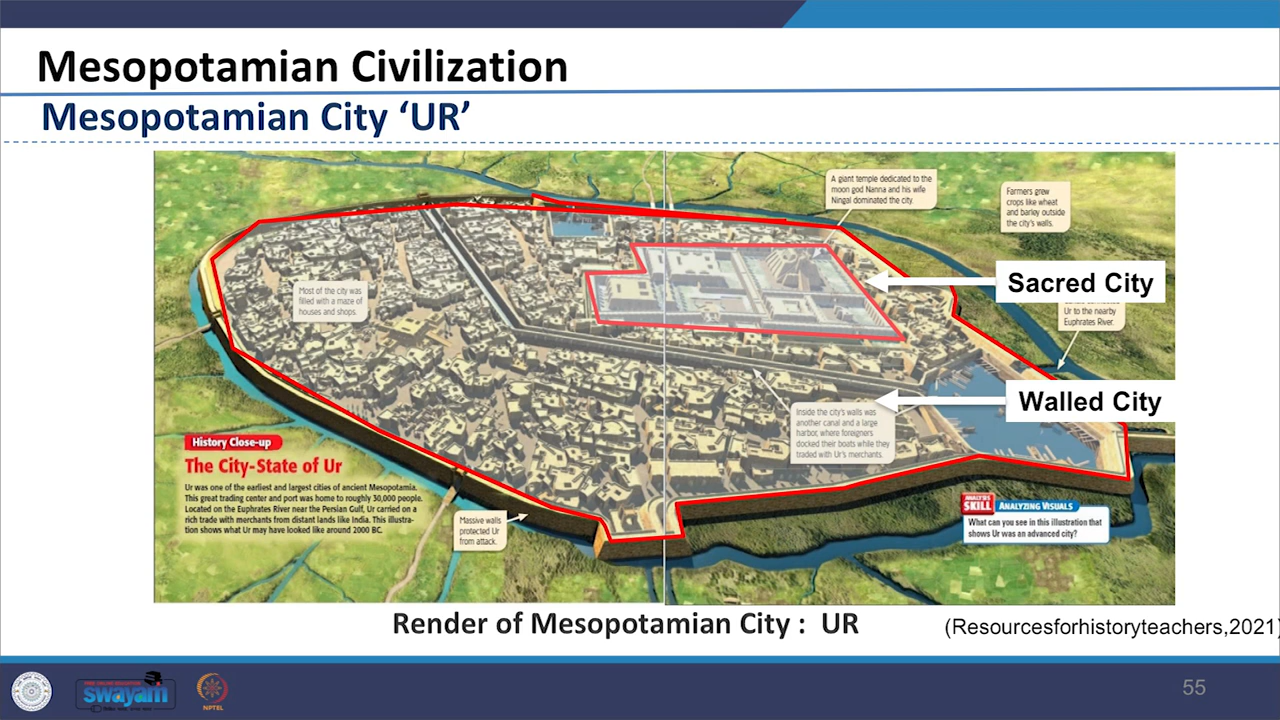 Mesopotamian Civilization
Mesopotamian City ‘UR’
A giant temple dedicated to the
moon god Nanna and his wife
Ningal dominated the city.
Farmers grew
crops like wheat
and barley outside
the city's walls.
Sacred City
Ur to the nearby
Euphrates River.
Most of the city was
filled with a maze of
houses and shops.
Walled City
Inside the city's walls was
another canal and a large
harbor, where foreigners
docked their boats while they
traded with Ur's merchants.
History Close-up
The City-State of Ur
Ur was one of the earliest and largest cities of ancient Mesopotamia.
This great trading center and port was home to roughly 30,000 people.
Located on the Euphrates River near the Persian Gulf, Ur carried on a
rich trade with merchants from distant lands like India. This illustra-
tion shows what Ur may have looked like around 2000 BC.
Massive walls
protected Ur
from attack.
ANALYSIS
SKILL
ANALYZING VISUALS
What can you see in this illustration that
shows Ur was an advanced city?
Render of Mesopotamian City : UR
(Resourcesforhistoryteachers,2021)
FREE ONLINE EDUCATION
swayam
NPTEL
55